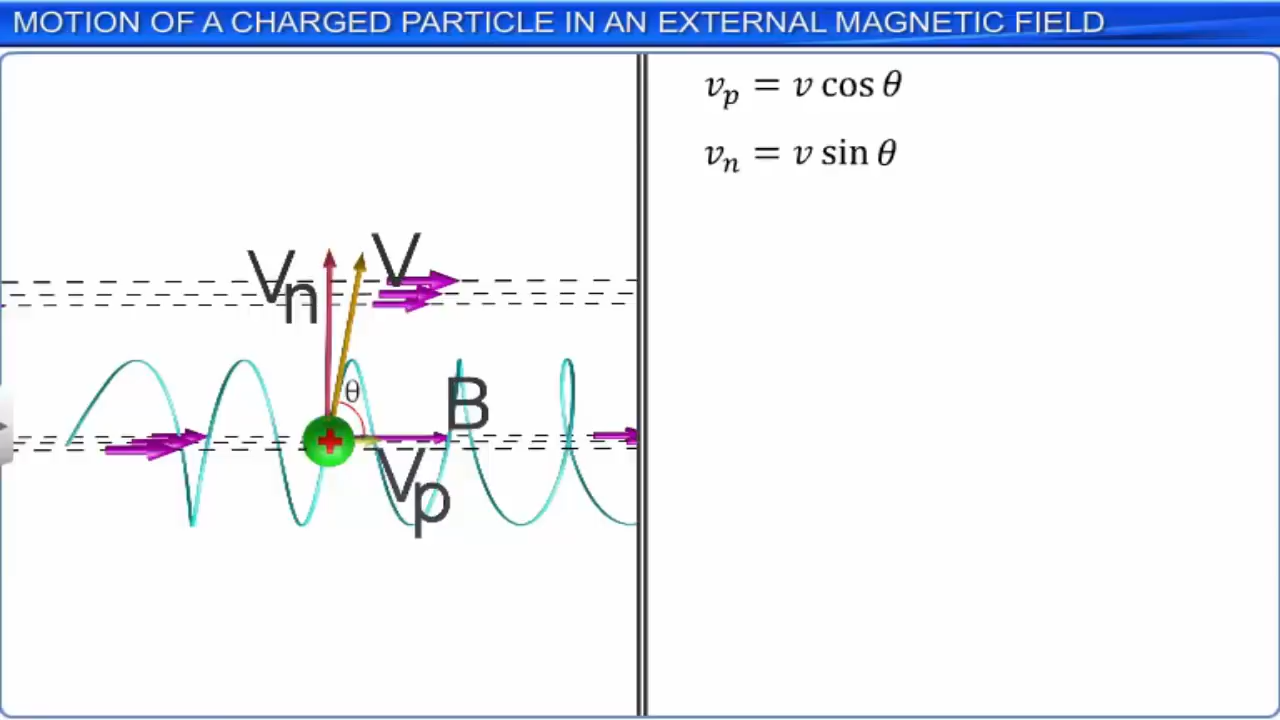 MOTION OF A CHARGED PARTICLE IN AN EXTERNAL MAGNETIC FIELD
v_p = v cos θ
v_n = v sin θ
V_n
V
θ
B
V_p